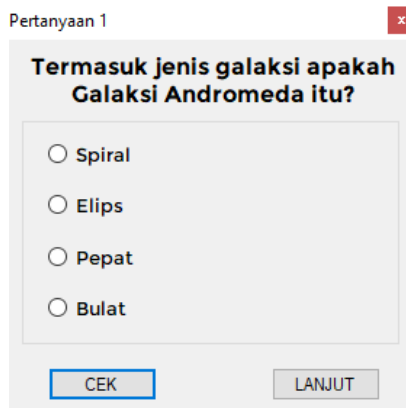 Pertanyaan 1
x
Termasuk jenis galaksi apakah
Galaksi Andromeda itu?
Spiral
Elips
Pepat
Bulat
CEK
LANJUT